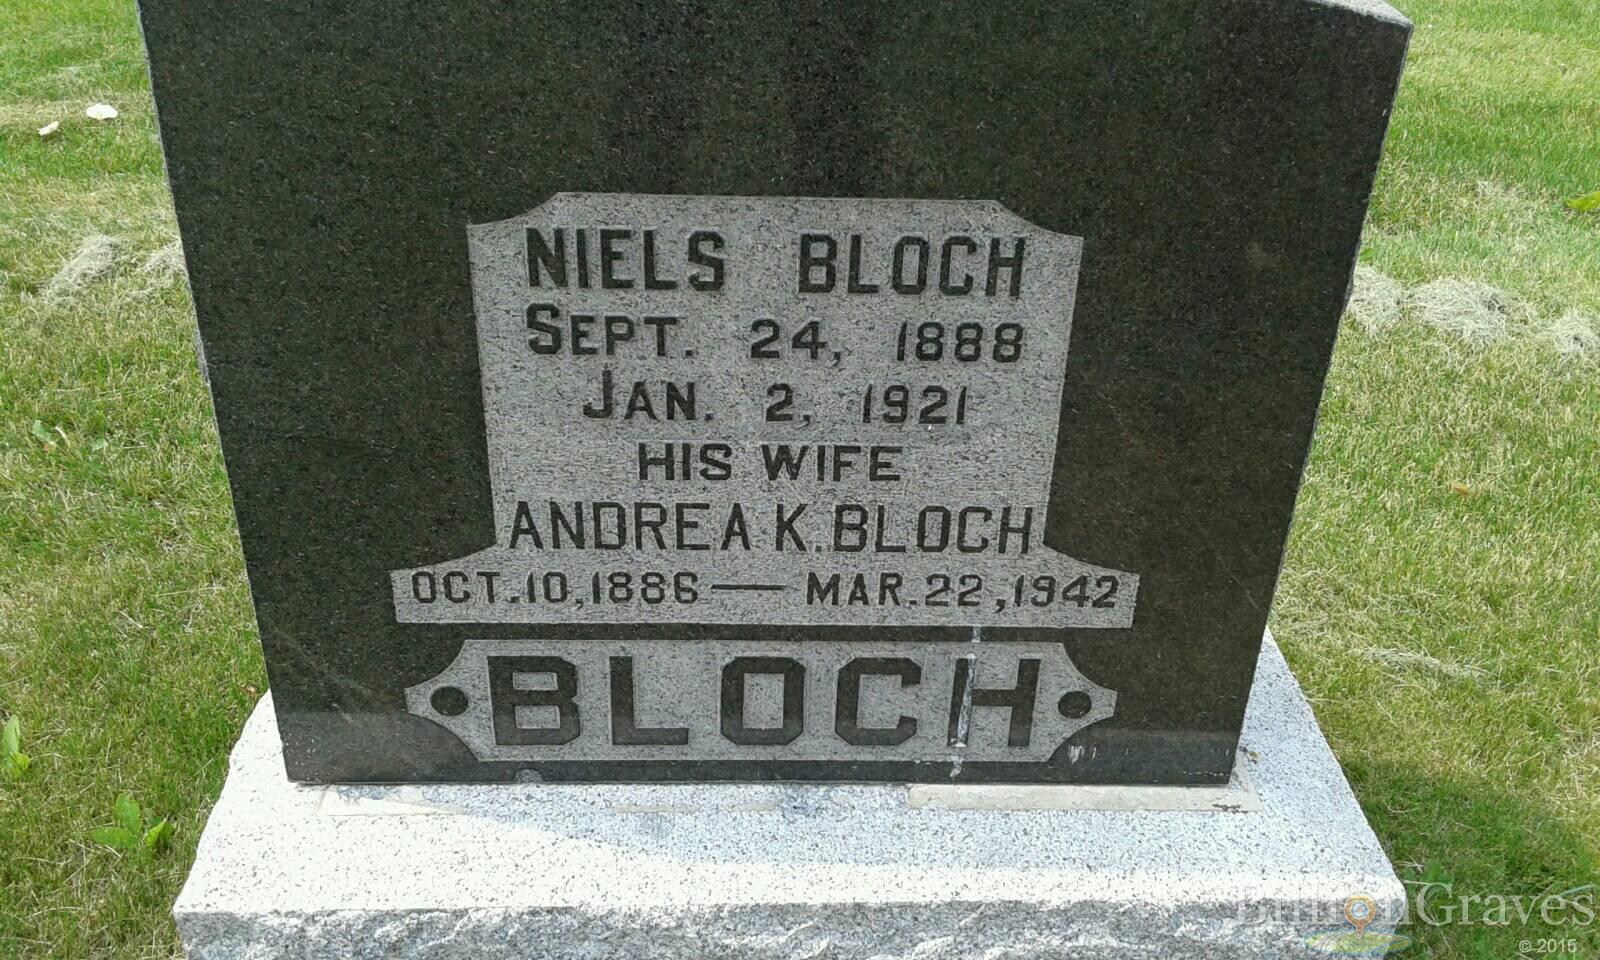 NIELS BLOCH
SEPT. 24, 1888
JAN. 2, 1921
HIS WIFE
ANDREA K. BLOCH
OCT. 10, 1886 — MAR. 22, 1942
BLOCH
BillionGraves
© 2015